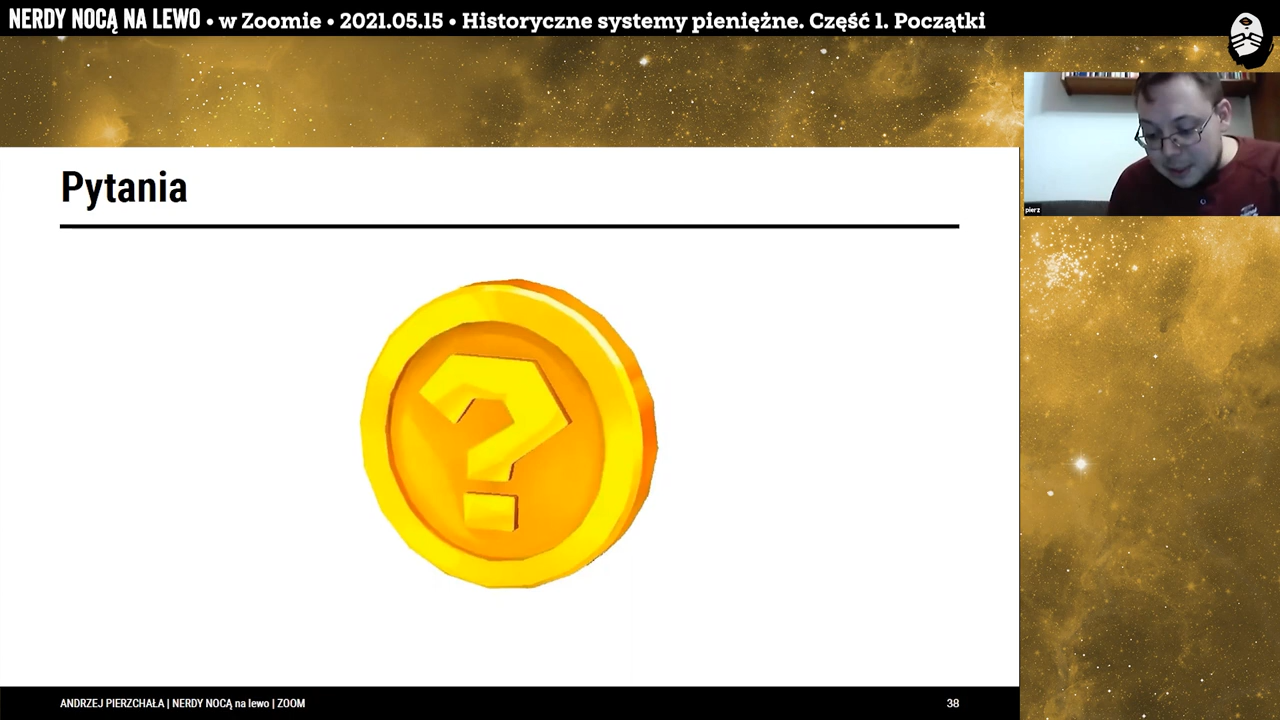 NERDY NOCĄ NA LEWO • w Zoomie • 2021.05.15 • Historyczne systemy pieniężne. Część 1. Początki
pierz
Pytania
?
ANDRZEJ PIERZCHAŁA | NERDY NOCĄ na lewo | ZOOM
38